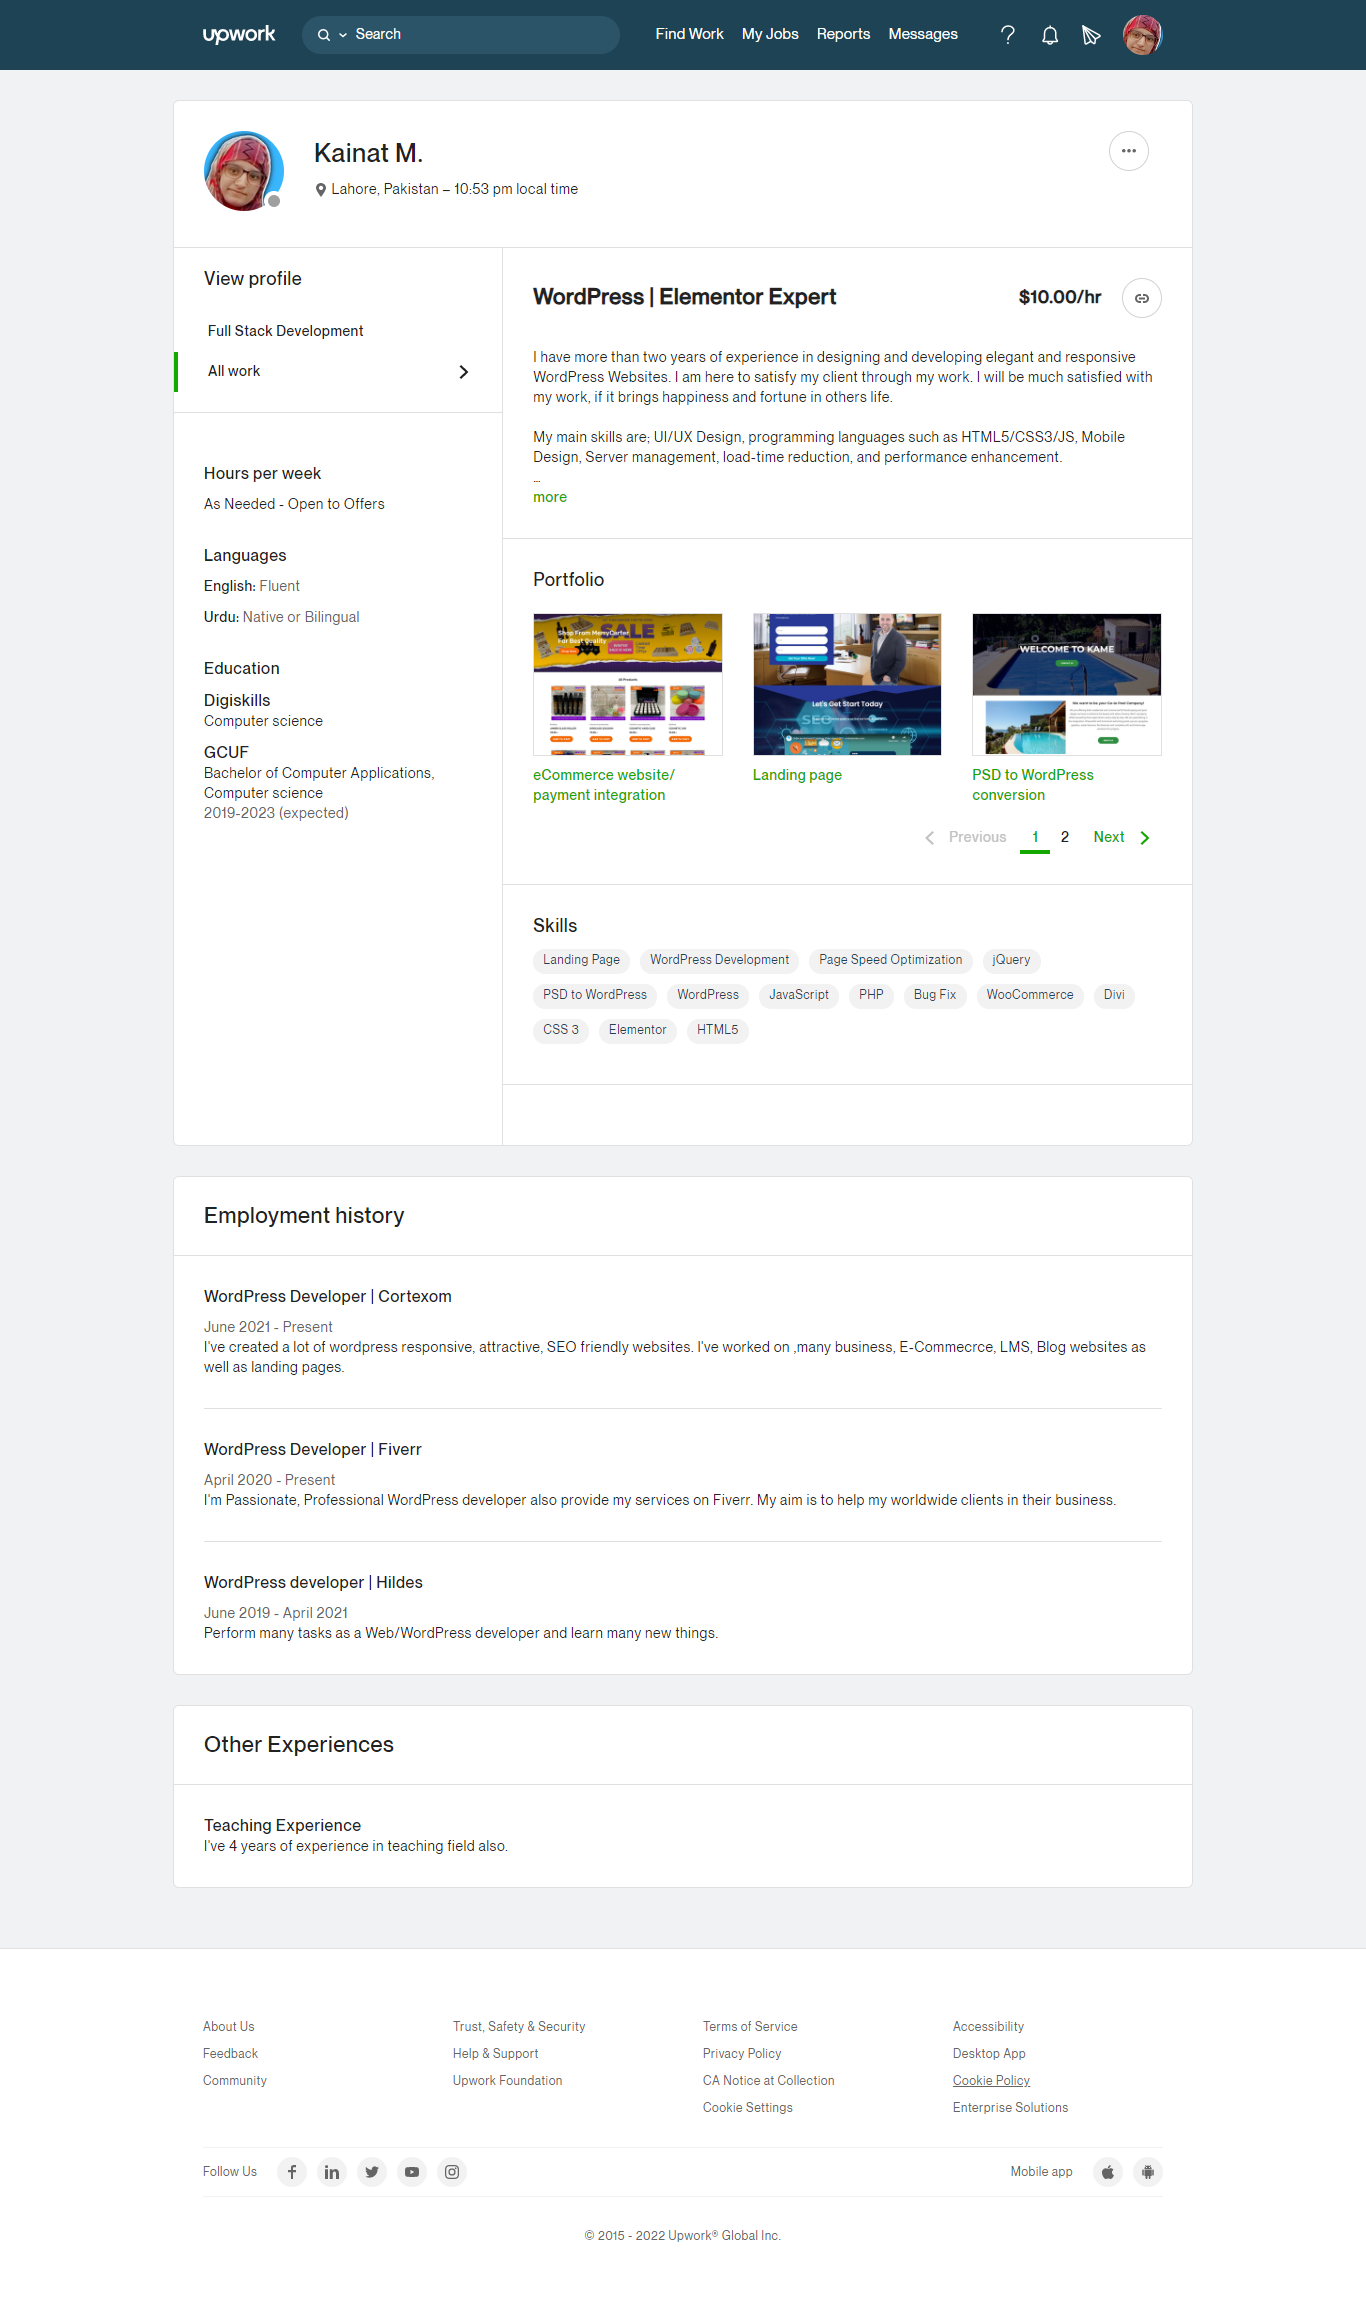 upwork
Search
Find Work
My Jobs
Reports
Messages
Kainat M.
Lahore, Pakistan – 10:53 pm local time
View profile
Full Stack Development
All work
Hours per week
As Needed - Open to Offers
Languages
English: Fluent
Urdu: Native or Bilingual
Education
Digiskills
Computer science
GCUF
Bachelor of Computer Applications,
Computer science
2019-2023 (expected)
WordPress | Elementor Expert
$10.00/hr
I have more than two years of experience in designing and developing elegant and responsive
WordPress Websites. I am here to satisfy my client through my work. I will be much satisfied with
my work, if it brings happiness and fortune in others life.
My main skills are; UI/UX Design, programming languages such as HTML5/CSS3/JS, Mobile
Design, Server management, load-time reduction, and performance enhancement.
...
more
Portfolio
SALE
All Products
Let's Get Start Today
SEO
WELCOME TO KAME
eCommerce website/
payment integration
Landing page
PSD to WordPress
conversion
Previous
1
2
Next
Skills
Landing Page
WordPress Development
Page Speed Optimization
jQuery
PSD to WordPress
WordPress
JavaScript
PHP
Bug Fix
WooCommerce
Divi
CSS 3
Elementor
HTML5
Employment history
WordPress Developer | Cortexom
June 2021 - Present
I've created a lot of wordpress responsive, attractive, SEO friendly websites. I've worked on ,many business, E-Commecrce, LMS, Blog websites as
well as landing pages.
WordPress Developer | Fiverr
April 2020 - Present
I'm Passionate, Professional WordPress developer also provide my services on Fiverr. My aim is to help my worldwide clients in their business.
WordPress developer | Hildes
June 2019 - April 2021
Perform many tasks as a Web/WordPress developer and learn many new things.
Other Experiences
Teaching Experience
I've 4 years of experience in teaching field also.
About Us
Feedback
Community
Trust, Safety & Security
Help & Support
Upwork Foundation
Terms of Service
Privacy Policy
CA Notice at Collection
Cookie Settings
Accessibility
Desktop App
Cookie Policy
Enterprise Solutions
Follow Us
Mobile app
© 2015 - 2022 Upwork® Global Inc.